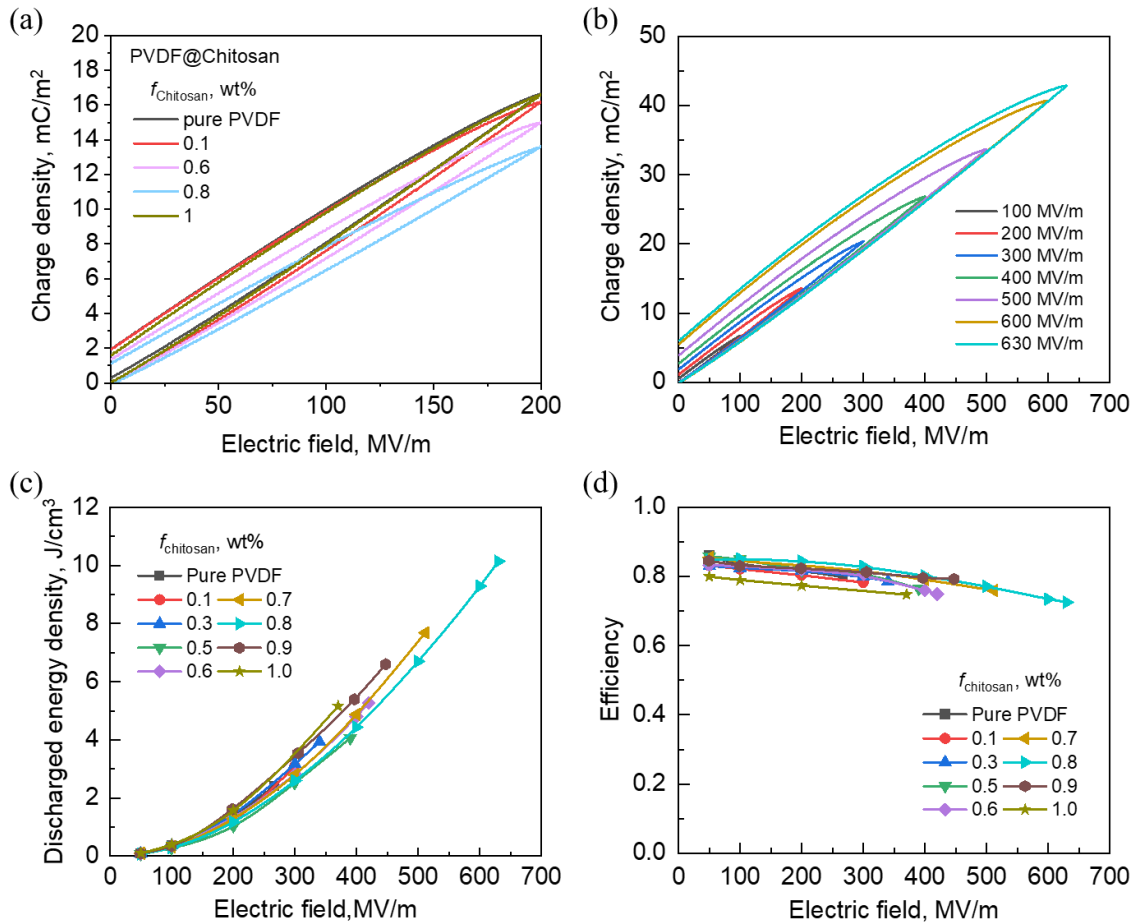 (a)
20
18
16
14
12
10
8
6
4
2
0
Charge density, mC/m²
PVDF@Chitosan
fChitosan, wt%
pure PVDF
0.1
0.6
0.8
1
0 50 100 150 200
Electric field, MV/m
(b)
50
40
30
20
10
0
Charge density, mC/m²
100 MV/m
200 MV/m
300 MV/m
400 MV/m
500 MV/m
600 MV/m
630 MV/m
0 100 200 300 400 500 600 700
Electric field, MV/m
(c)
12
10
8
6
4
2
0
Discharged energy density, J/cm³
fchitosan, wt%
Pure PVDF
0.1 0.7
0.3 0.8
0.5 0.9
0.6 1.0
0 100 200 300 400 500 600 700
Electric field,MV/m
(d)
1.0
0.8
0.6
0.4
0.2
0.0
Efficiency
fchitosan, wt%
Pure PVDF
0.1 0.7
0.3 0.8
0.5 0.9
0.6 1.0
0 100 200 300 400 500 600 700
Electric field, MV/m